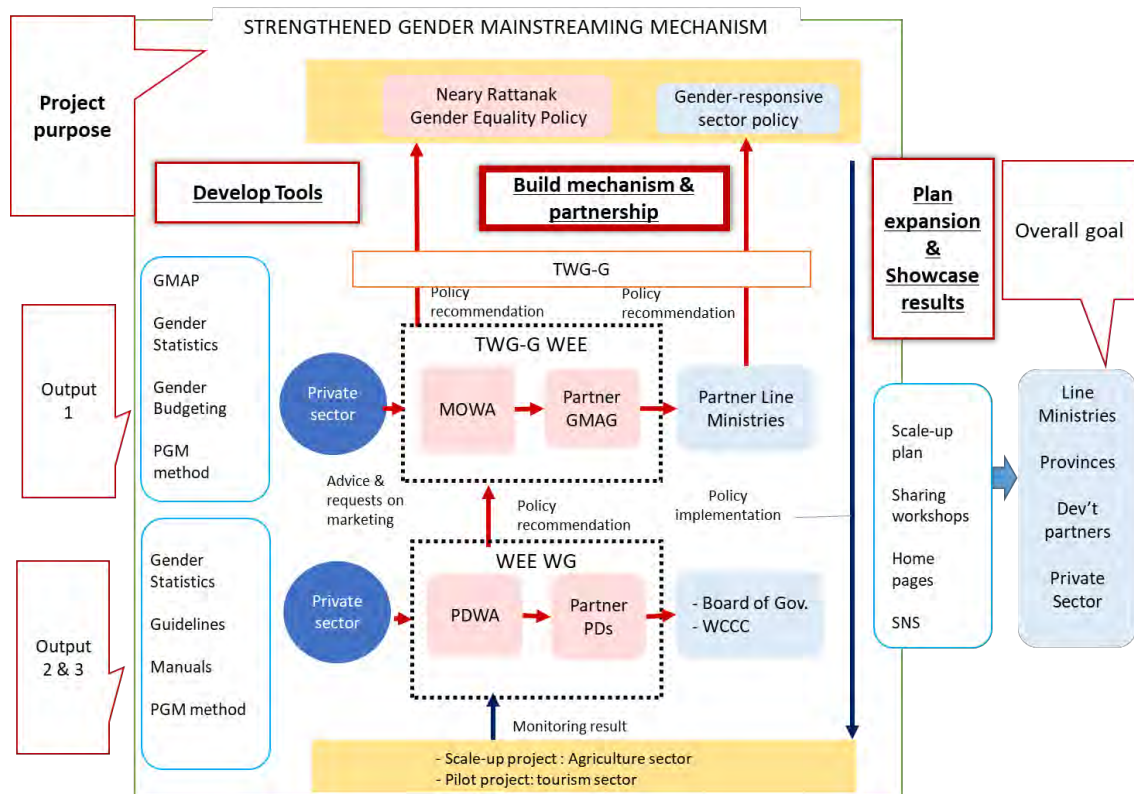 STRENGTHENED GENDER MAINSTREAMING MECHANISM
Project
purpose
Neary Rattanak
Gender Equality Policy
Gender-responsive
sector policy
Develop Tools
Build mechanism &
partnership
Plan
expansion
&
Showcase
results
Overall goal
TWG-G
GMAP
Gender
Statistics
Gender
Budgeting
PGM
method
Output
1
Policy
recommendation
Policy
recommendation
TWG-G WEE
Private
sector
MOWA
Partner
GMAG
Partner Line
Ministries
Advice &
requests on
marketing
Policy
recommendation
Policy
implementation
Scale-up
plan
Sharing
workshops
Home
pages
SNS
Line
Ministries
Provinces
Dev't
partners
Private
Sector
Output
2 & 3
Gender
Statistics
Guidelines
Manuals
PGM method
WEE WG
Private
sector
PDWA
Partner
PDs
- Board of Gov.
- WCCC
Monitoring result
- Scale-up project : Agriculture sector
- Pilot project: tourism sector